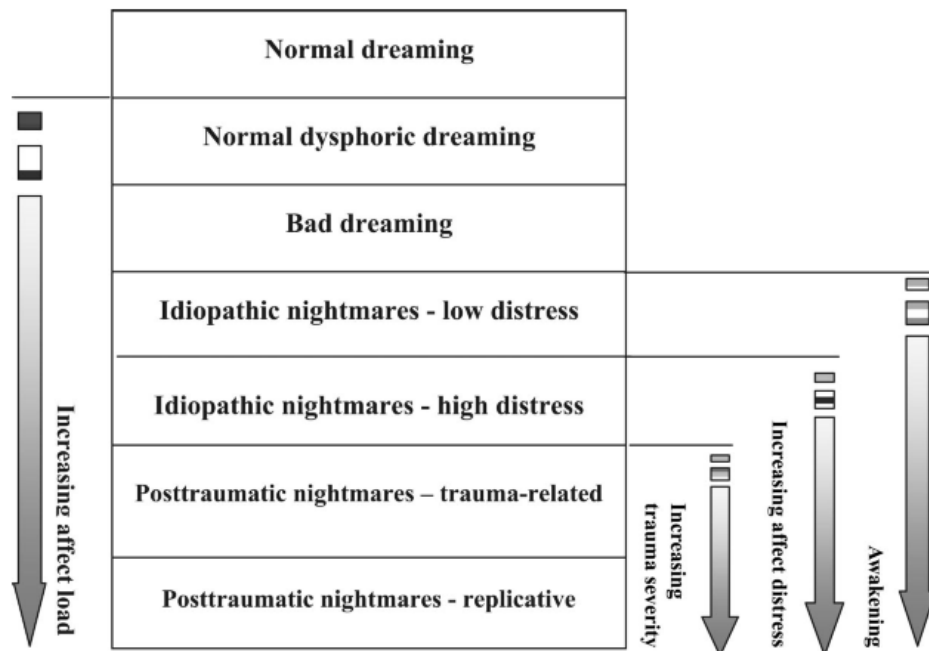 Normal dreaming
Normal dysphoric dreaming
Bad dreaming
Idiopathic nightmares - low distress
Idiopathic nightmares - high distress
Posttraumatic nightmares – trauma-related
Posttraumatic nightmares - replicative
Increasing affect load
Increasing
trauma severity
Increasing affect distress
Awakening